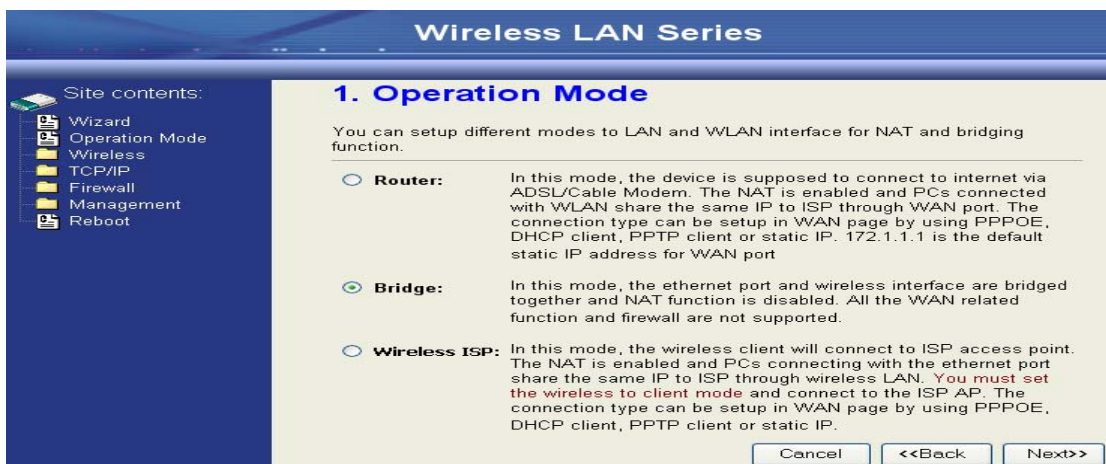 Wireless LAN Series
Site contents:
Wizard
Operation Mode
Wireless
TCP/IP
Firewall
Management
Reboot
1. Operation Mode
You can setup different modes to LAN and WLAN interface for NAT and bridging
function.
Router:
In this mode, the device is supposed to connect to internet via
ADSL/Cable Modem. The NAT is enabled and PCs connected
with WLAN share the same IP to ISP through WAN port. The
connection type can be setup in WAN page by using PPPOE,
DHCP client, PPTP client or static IP. 172.1.1.1 is the default
static IP address for WAN port
Bridge:
In this mode, the ethernet port and wireless interface are bridged
together and NAT function is disabled. All the WAN related
function and firewall are not supported.
Wireless ISP:
In this mode, the wireless client will connect to ISP access point.
The NAT is enabled and PCs connecting with the ethernet port
share the same IP to ISP through wireless LAN. You must set
the wireless to client mode and connect to the ISP AP. The
connection type can be setup in WAN page by using PPPOE,
DHCP client, PPTP client or static IP.
Cancel
<<Back
Next>>